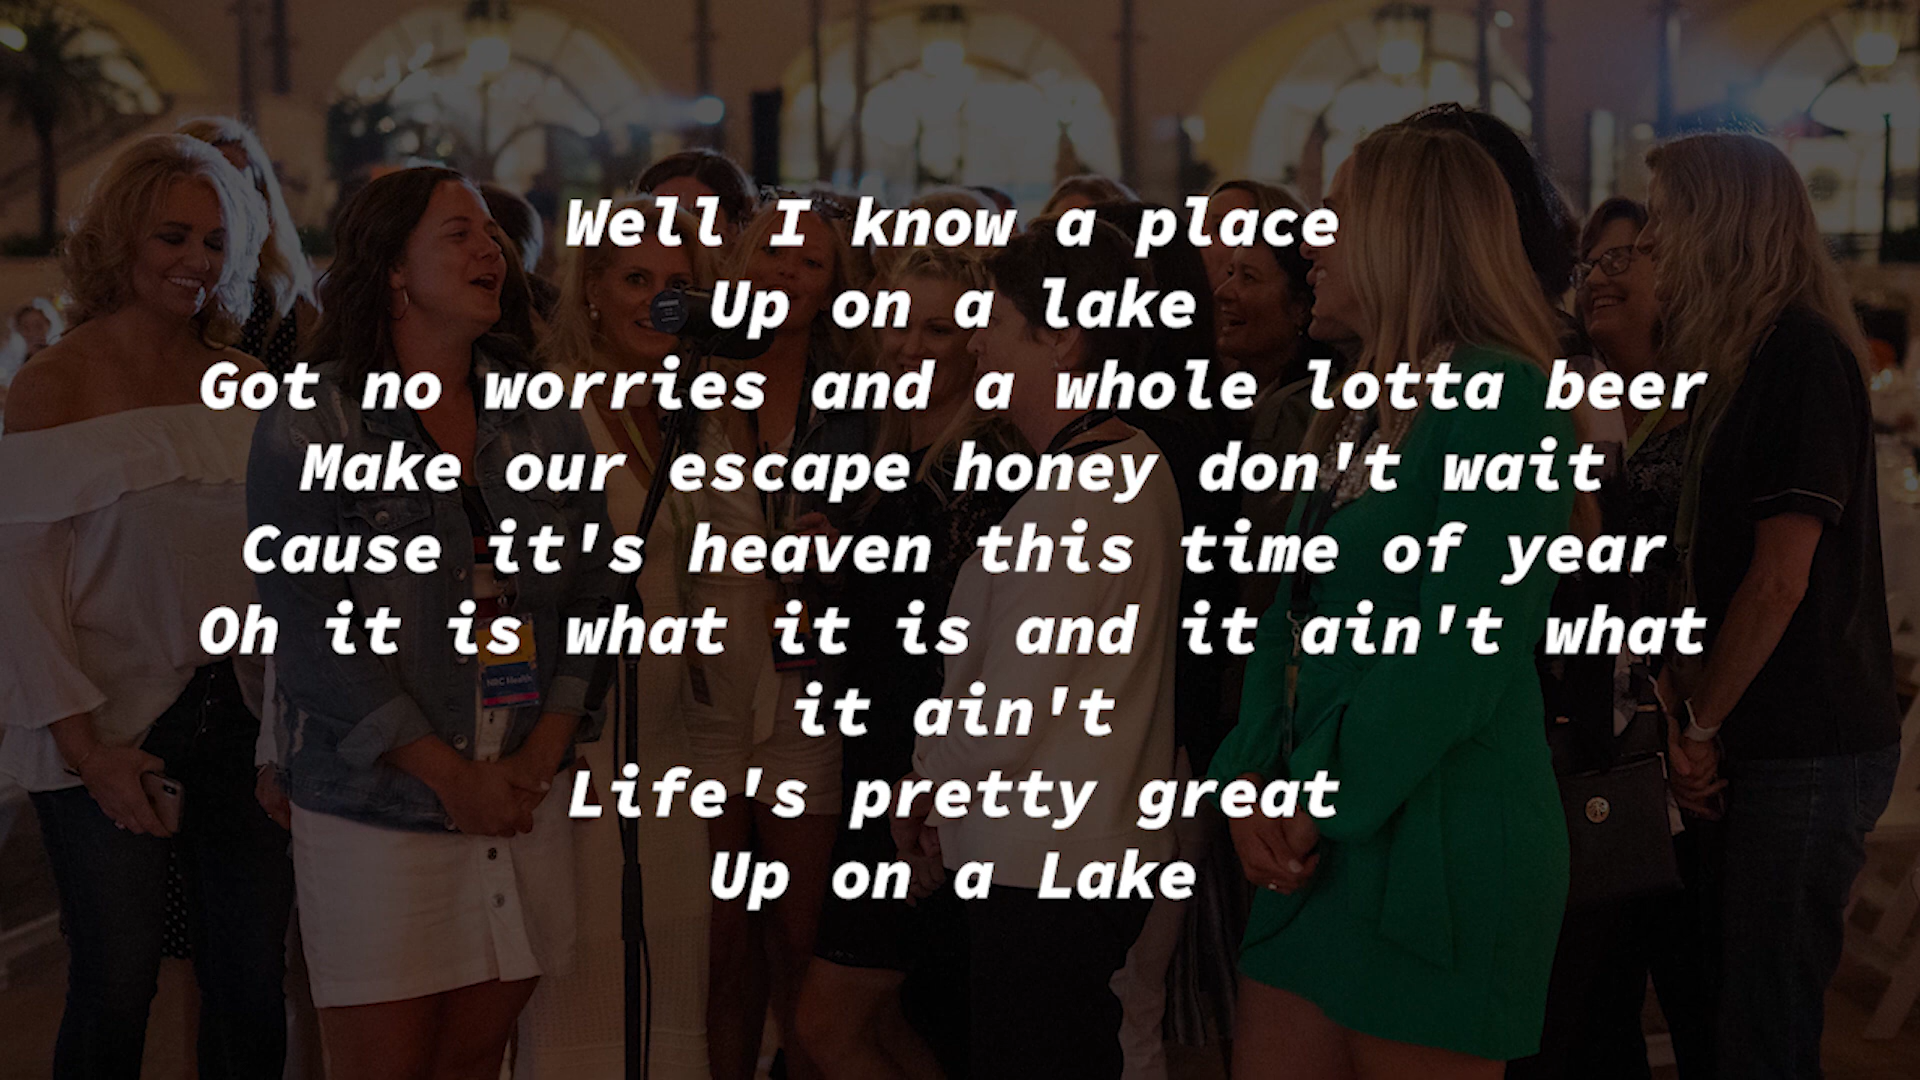 Well I know a place
Up on a lake
Got no worries and a whole lotta beer
Make our escape honey don't wait
Cause it's heaven this time of year
Oh it is what it is and it ain't what
it ain't
Life's pretty great
Up on a Lake
NRC Health